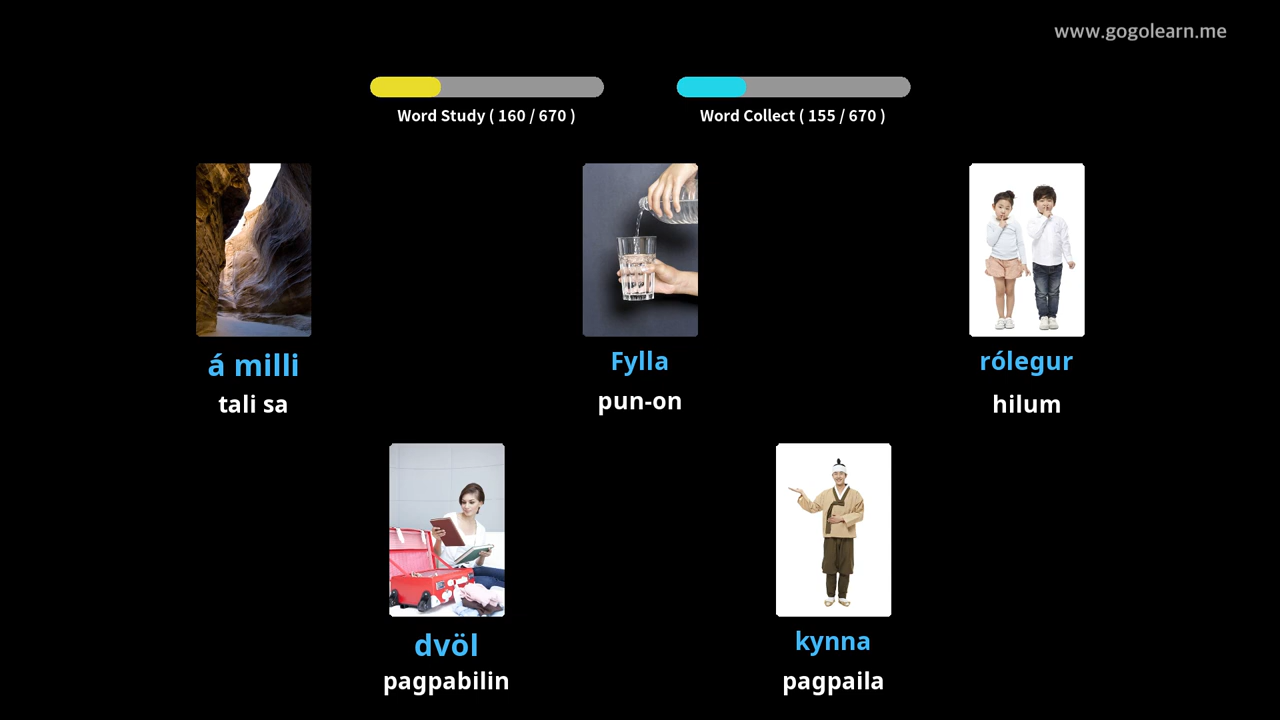 www.gogolearn.me
Word Study ( 160 / 670 )
Word Collect ( 155 / 670 )
á milli
tali sa
Fylla
pun-on
rólegur
hilum
dvöl
pagpabilin
kynna
pagpaila